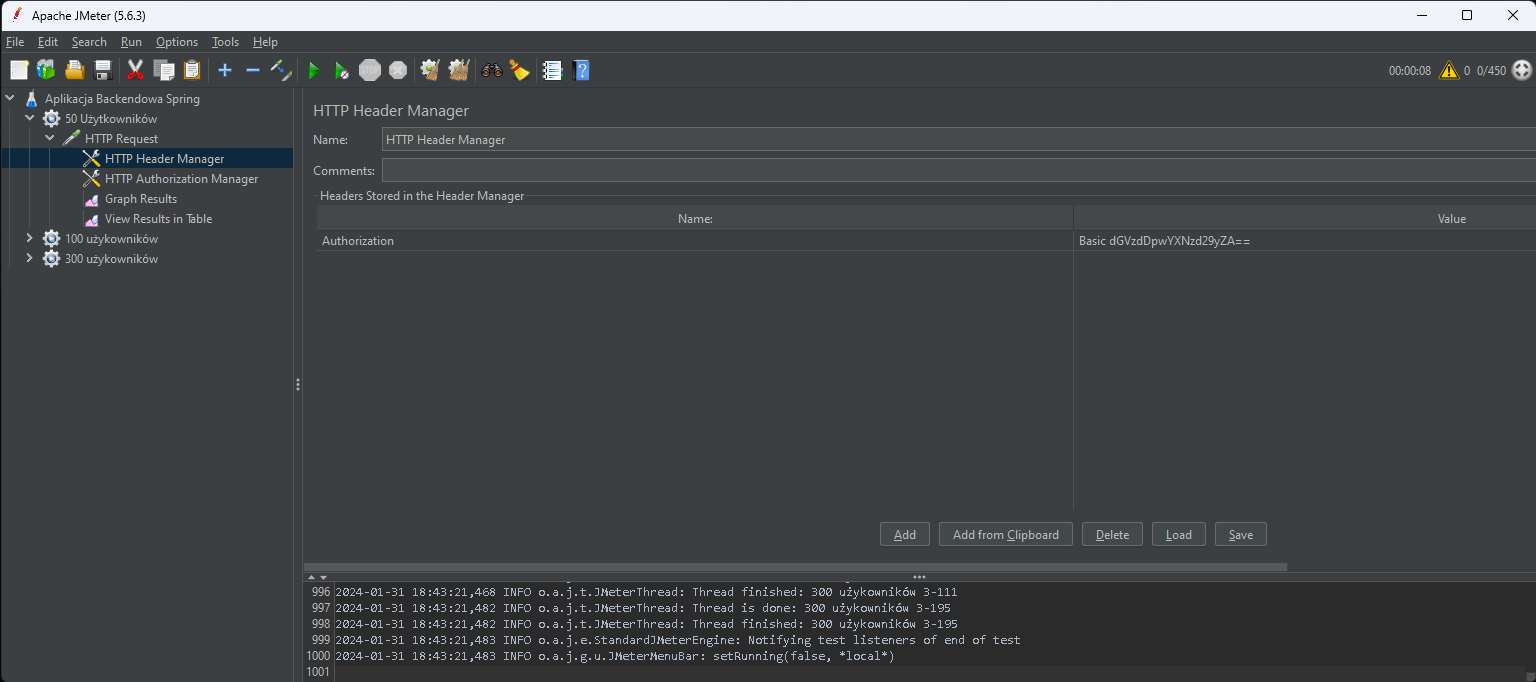 Apache JMeter (5.6.3)
File Edit Search Run Options Tools Help
STOP
? 00:00:08 0 0/450
Aplikacja Backendowa Spring
50 Użytkowników
HTTP Request
HTTP Header Manager
HTTP Authorization Manager
Graph Results
View Results in Table
100 użykowników
300 użykowników
HTTP Header Manager
Name: HTTP Header Manager
Comments:
Headers Stored in the Header Manager
Name: Value
Authorization Basic dGVzdDpwYXNzd29yZA==
Add Add from Clipboard Delete Load Save
996 2024-01-31 18:43:21,468 INFO o.a.j.t.JMeterThread: Thread finished: 300 użykowników 3-111
997 2024-01-31 18:43:21,482 INFO o.a.j.t.JMeterThread: Thread is done: 300 użykowników 3-195
998 2024-01-31 18:43:21,482 INFO o.a.j.t.JMeterThread: Thread finished: 300 użykowników 3-195
999 2024-01-31 18:43:21,483 INFO o.a.j.e.StandardJMeterEngine: Notifying test listeners of end of test
1000 2024-01-31 18:43:21,483 INFO o.a.j.g.u.JMeterMenuBar: setRunning(false, *local*)
1001